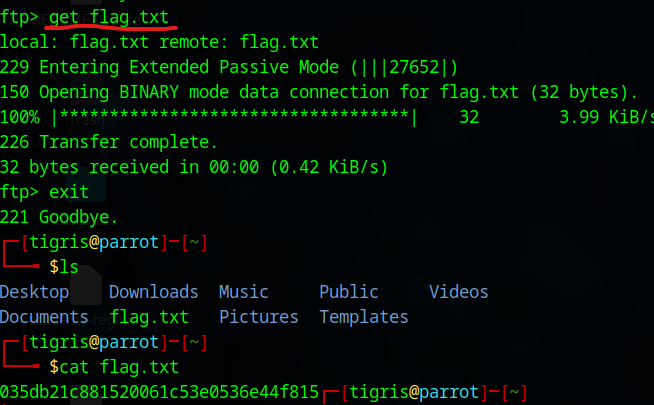 ftp> get flag.txt
local: flag.txt remote: flag.txt
229 Entering Extended Passive Mode (|||27652|)
150 Opening BINARY mode data connection for flag.txt (32 bytes).
100% |***********************************| 32 3.99 KiB/s
226 Transfer complete.
32 bytes received in 00:00 (0.42 KiB/s)
ftp> exit
221 Goodbye.
┌─[tigris@parrot]─[~]
└──╼ $ls
Desktop Downloads Music Public Videos
Documents flag.txt Pictures Templates
┌─[tigris@parrot]─[~]
└──╼ $cat flag.txt
035db21c881520061c53e0536e44f815┌─[tigris@parrot]─[~]